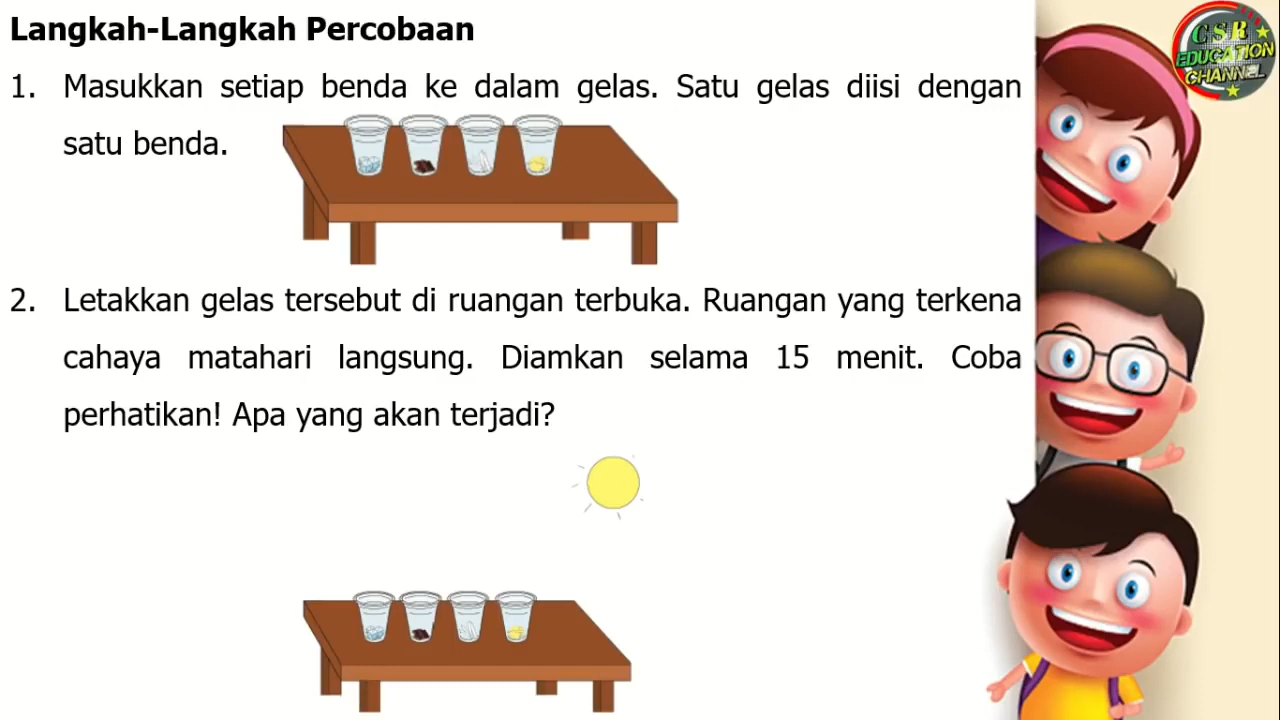 Langkah-Langkah Percobaan
1. Masukkan setiap benda ke dalam gelas. Satu gelas diisi dengan
satu benda.
2. Letakkan gelas tersebut di ruangan terbuka. Ruangan yang terkena
cahaya matahari langsung. Diamkan selama 15 menit. Coba
perhatikan! Apa yang akan terjadi?
CSR
EDUCATION
CHANNEL